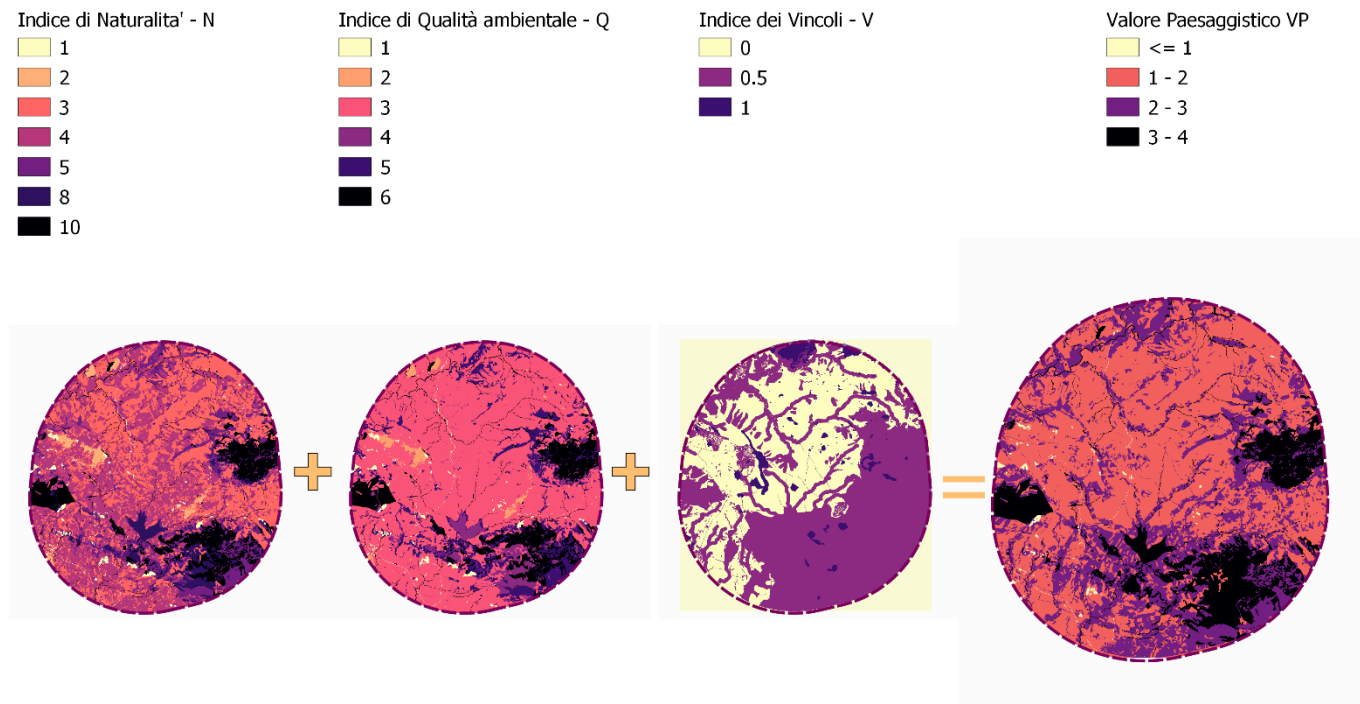 Indice di Naturalita' - N
1
2
3
4
5
8
10
Indice di Qualità ambientale - Q
1
2
3
4
5
6
Indice dei Vincoli - V
0
0.5
1
Valore Paesaggistico VP
<= 1
1 - 2
2 - 3
3 - 4
+
+
=